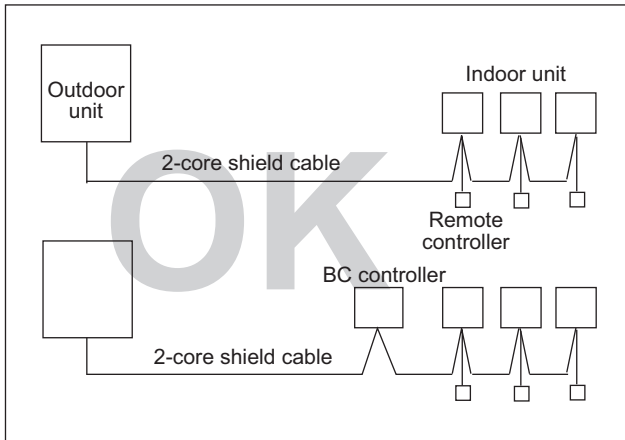 Outdoor
unit
Indoor unit
2-core shield cable
Remote
controller
OK
BC controller
2-core shield cable